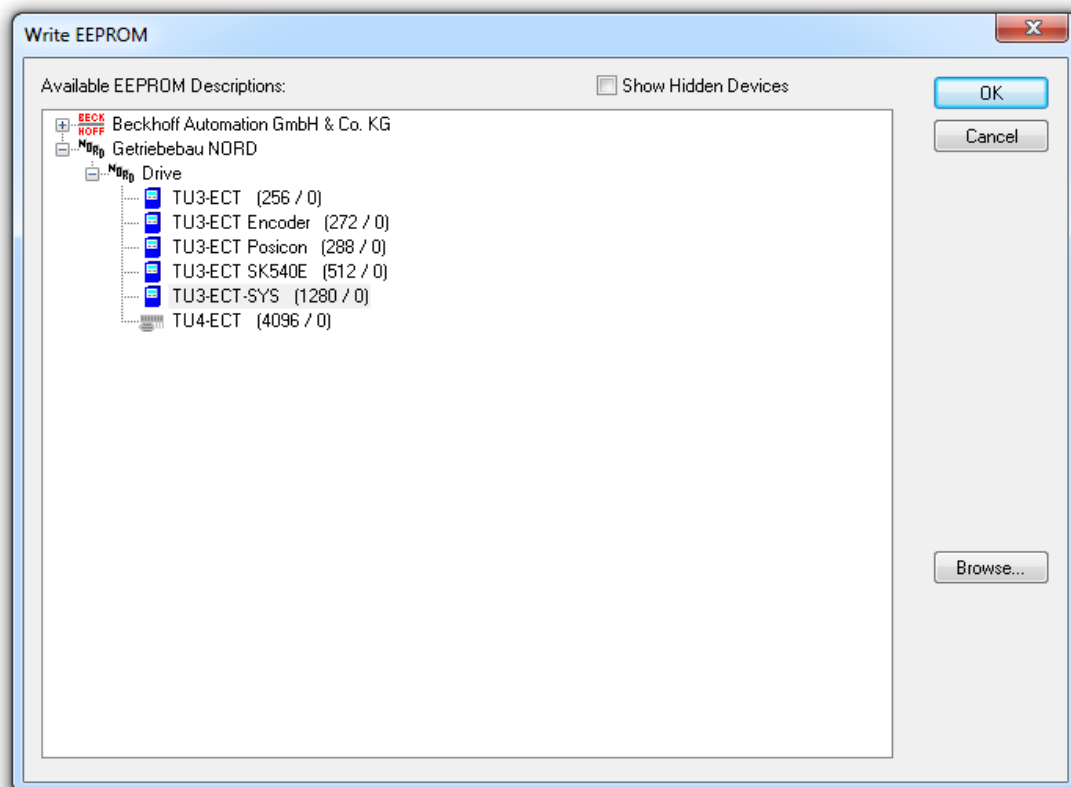 Write EEPROM
Available EEPROM Descriptions:
Show Hidden Devices
OK
Cancel
BECK
HOFF
Beckhoff Automation GmbH & Co. KG
NORD Getriebebau NORD
NORD Drive
TU3-ECT (256 / 0)
TU3-ECT Encoder (272 / 0)
TU3-ECT Posicon (288 / 0)
TU3-ECT SK540E (512 / 0)
TU3-ECT-SYS (1280 / 0)
TU4-ECT (4096 / 0)
Browse...